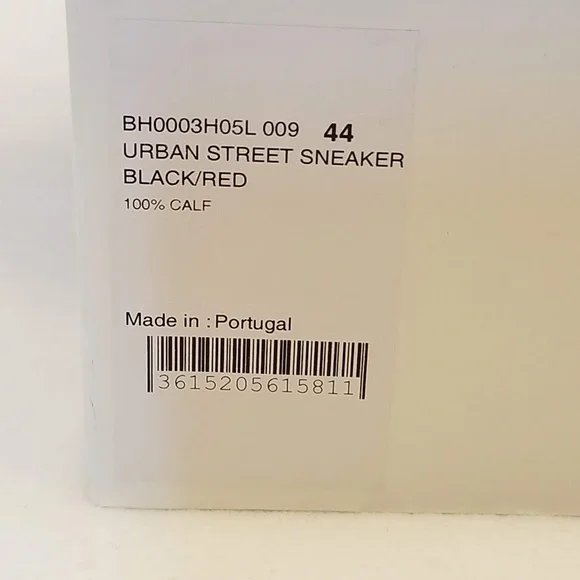 BH0003H05L 009 44
URBAN STREET SNEAKER
BLACK/RED
100% CALF
Made in : Portugal
3615205615811